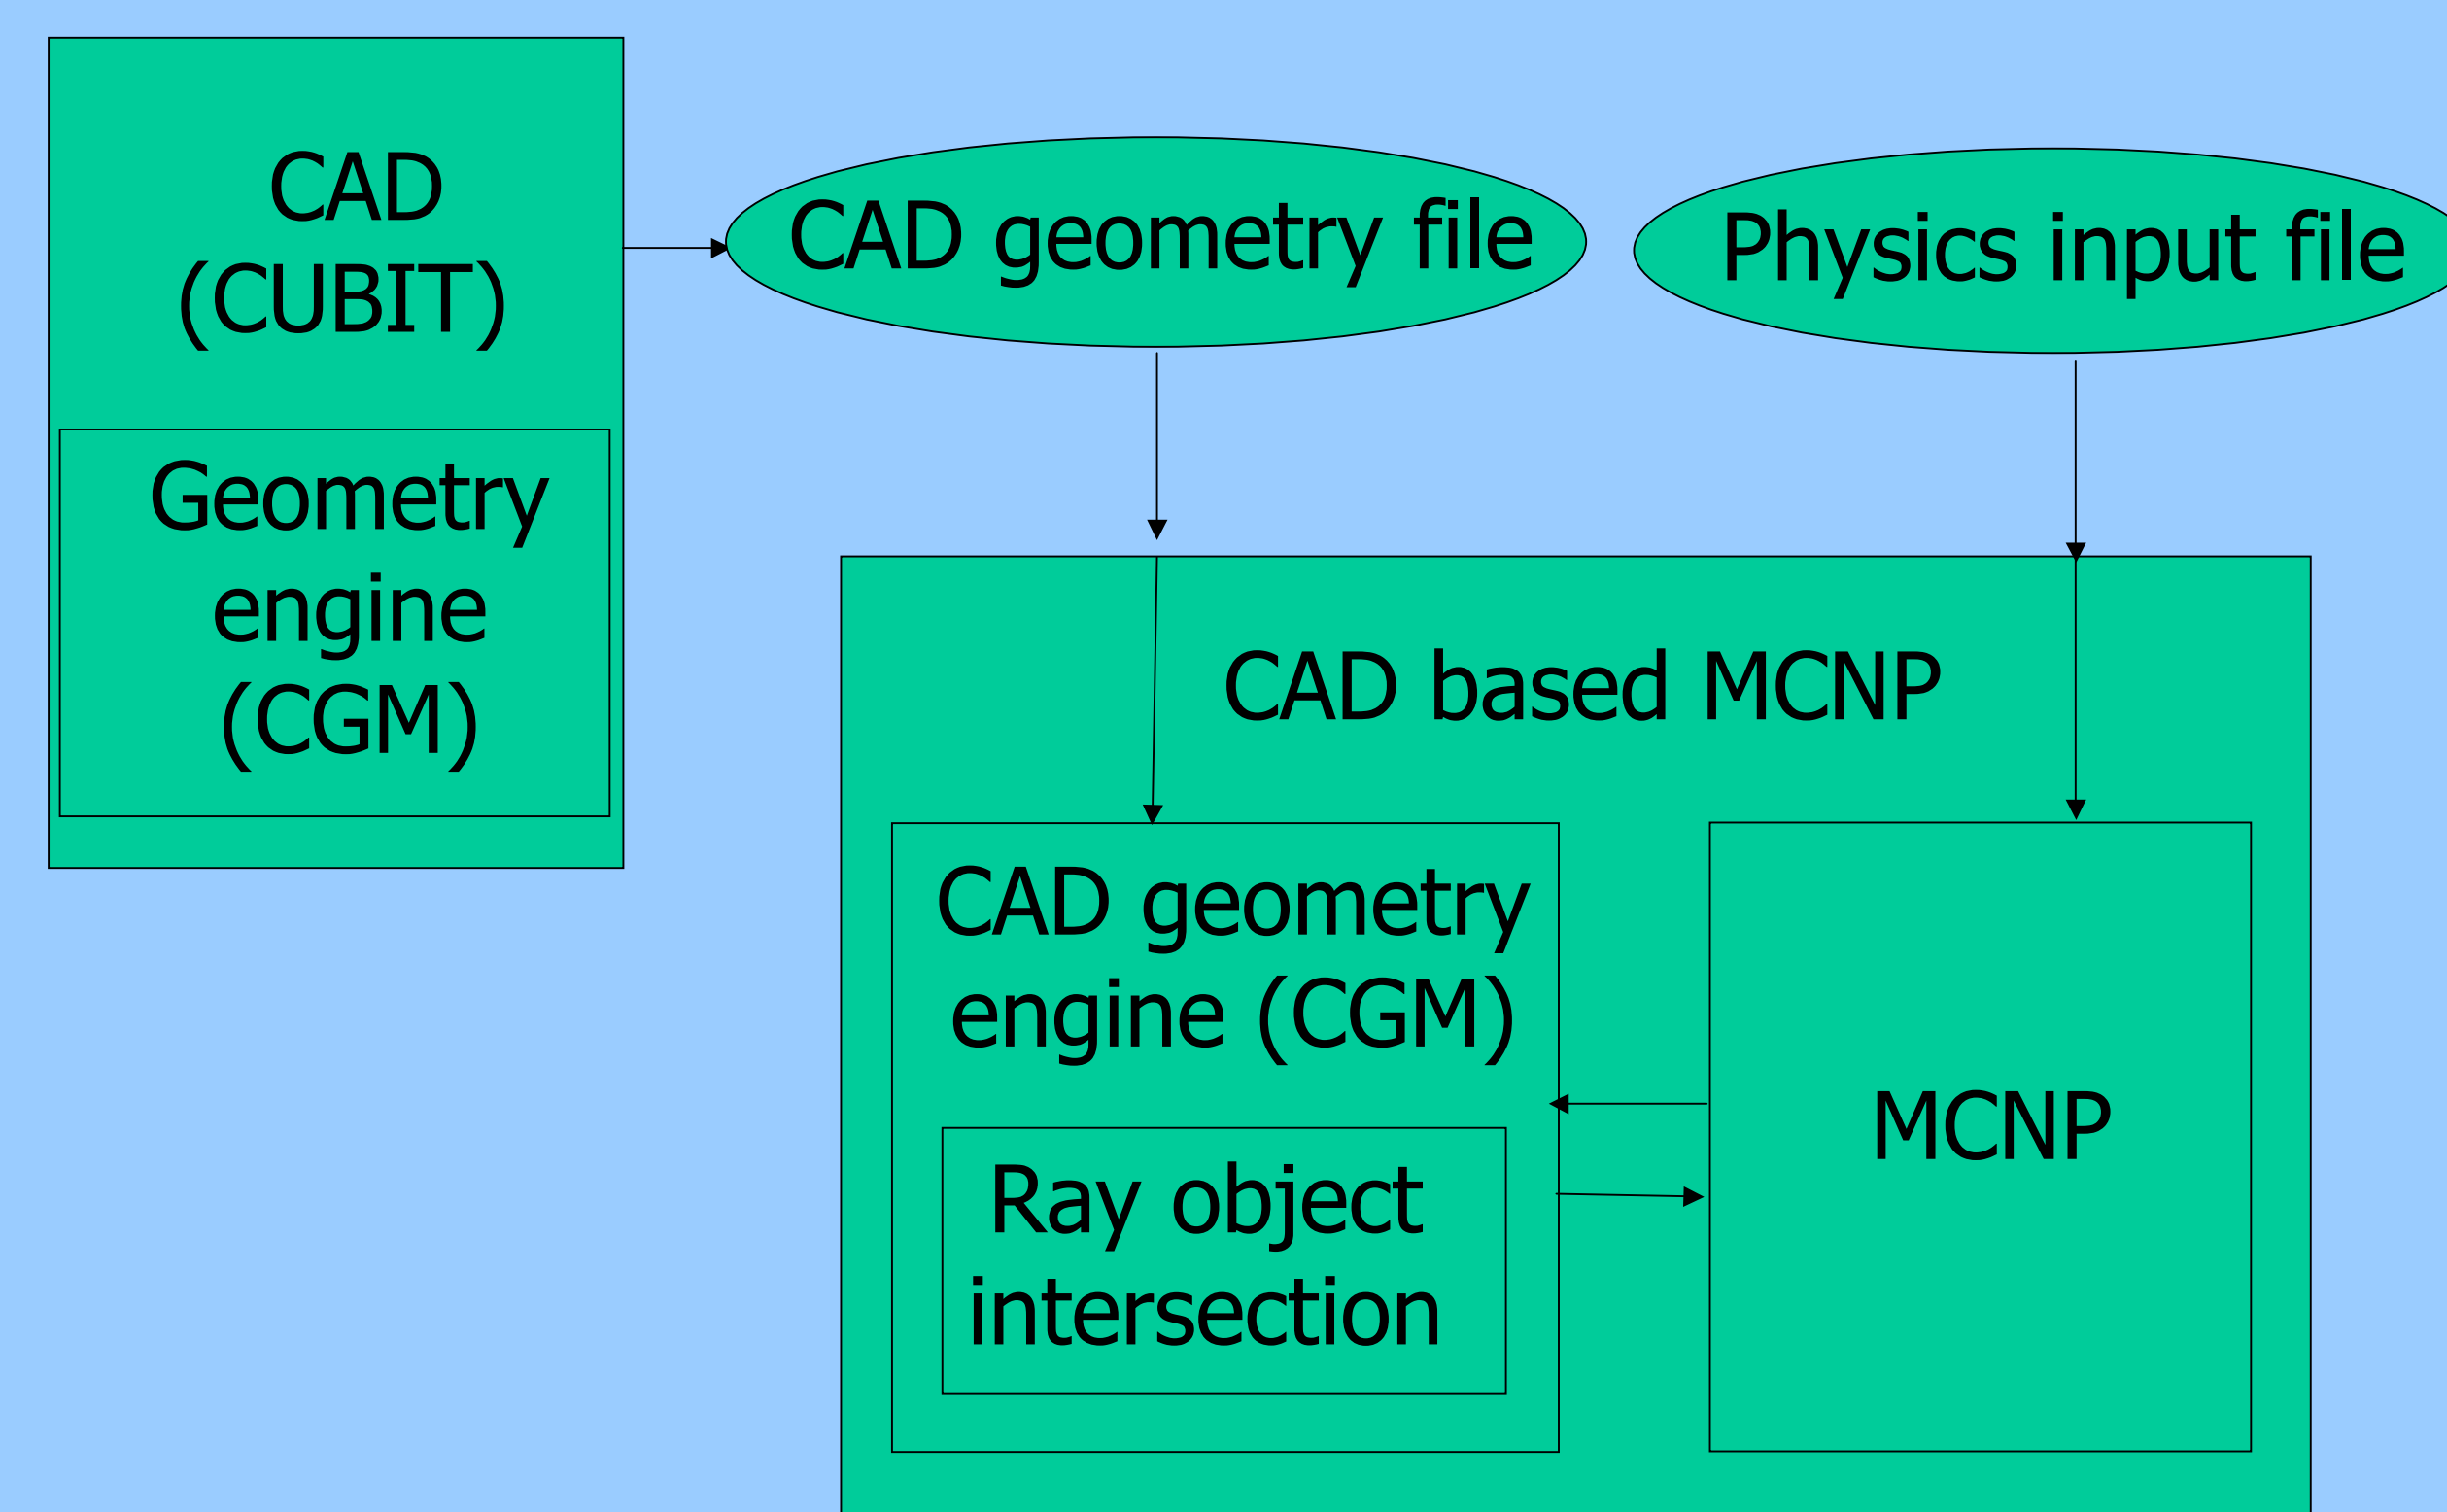 CAD
(CUBIT)
Geometry
engine
(CGM)
CAD geometry file
Physics input file
CAD based MCNP
CAD geometry
engine (CGM)
Ray object
intersection
MCNP